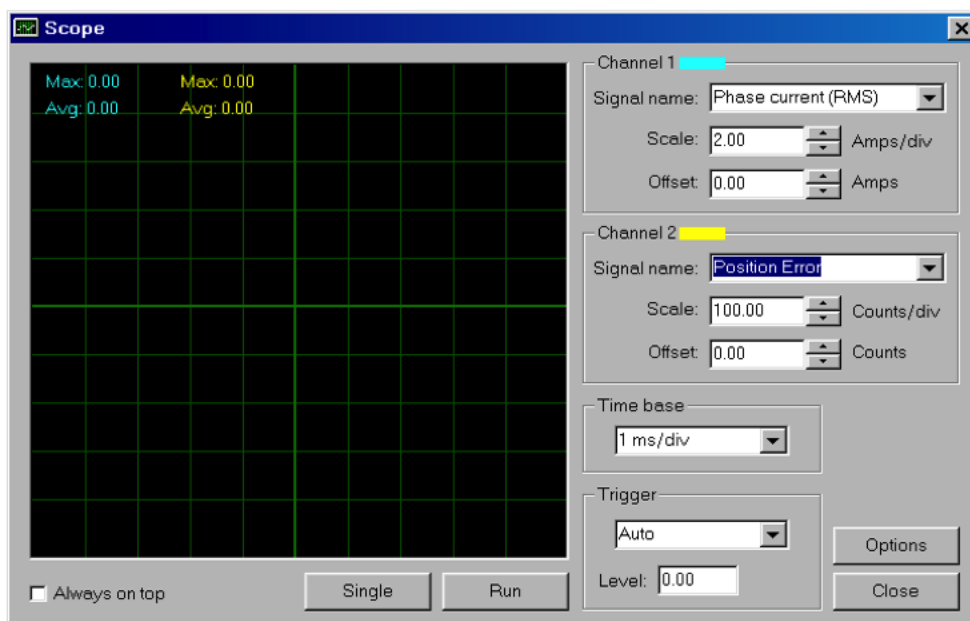 Scope
Max: 0.00 Max: 0.00
Avg: 0.00 Avg: 0.00
Channel 1
Signal name: Phase current (RMS)
Scale: 2.00 Amps/div
Offset: 0.00 Amps
Channel 2
Signal name: Position Error
Scale: 100.00 Counts/div
Offset: 0.00 Counts
Time base
1 ms/div
Trigger
Auto
Level: 0.00
Options
Close
Always on top
Single
Run